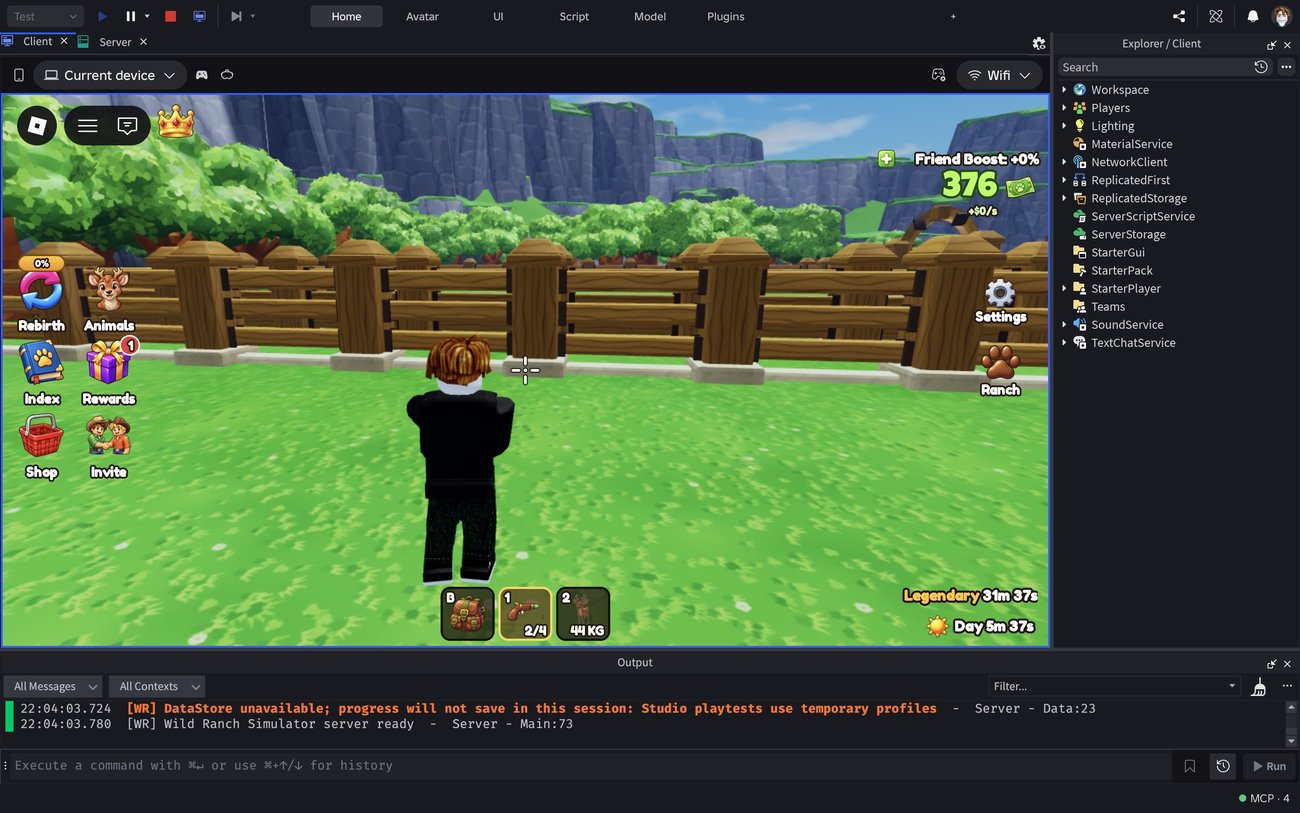 Test
Home
Avatar
UI
Script
Model
Plugins
+
Client
Server
Explorer / Client
Current device
Wifi
Search
Workspace
Players
Lighting
MaterialService
NetworkClient
ReplicatedFirst
ReplicatedStorage
ServerScriptService
ServerStorage
StarterGui
StarterPack
StarterPlayer
Teams
SoundService
TextChatService
Friend Boost: +0%
376
+$0/s
0%
Rebirth
Animals
1
Index
Rewards
Shop
Invite
Settings
Ranch
B
1
2/4
2
44 KG
Legendary 31m 37s
Day 5m 37s
Output
All Messages
All Contexts
Filter...
22:04:03.724 [WR] DataStore unavailable; progress will not save in this session: Studio playtests use temporary profiles - Server - Data:23
22:04:03.780 [WR] Wild Ranch Simulator server ready - Server - Main:73
Execute a command with ⌘↵ or use ⌘+↑/↓ for history
Run
MCP · 4